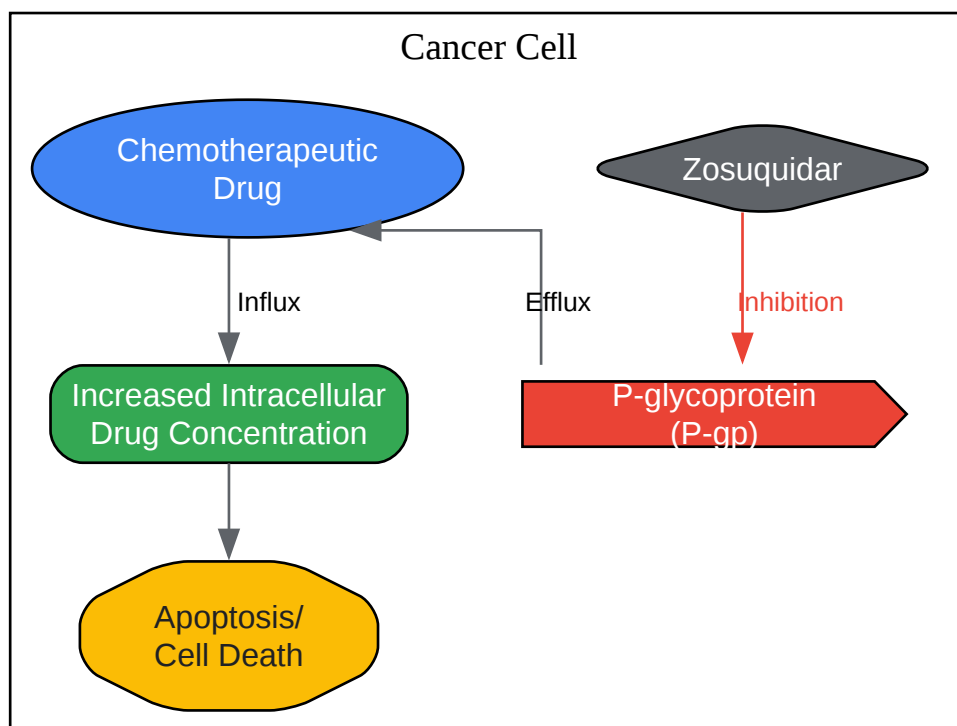 Cancer Cell
Chemotherapeutic
Drug
Zosuquidar
Influx
Efflux
Inhibition
Increased Intracellular
Drug Concentration
P-glycoprotein
(P-gp)
Apoptosis/
Cell Death